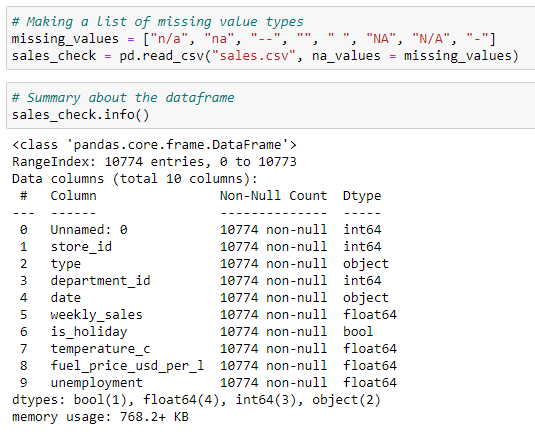 # Making a list of missing value types
missing_values = ["n/a", "na", "--", "", " ", "NA", "N/A", "-"]
sales_check = pd.read_csv("sales.csv", na_values = missing_values)
# Summary about the dataframe
sales_check.info()
<class 'pandas.core.frame.DataFrame'>
RangeIndex: 10774 entries, 0 to 10773
Data columns (total 10 columns):
 #   Column                Non-Null Count  Dtype
---  ------                --------------  -----
 0   Unnamed: 0            10774 non-null  int64
 1   store_id              10774 non-null  int64
 2   type                  10774 non-null  object
 3   department_id         10774 non-null  int64
 4   date                  10774 non-null  object
 5   weekly_sales          10774 non-null  float64
 6   is_holiday            10774 non-null  bool
 7   temperature_c         10774 non-null  float64
 8   fuel_price_usd_per_l  10774 non-null  float64
 9   unemployment          10774 non-null  float64
dtypes: bool(1), float64(4), int64(3), object(2)
memory usage: 768.2+ KB